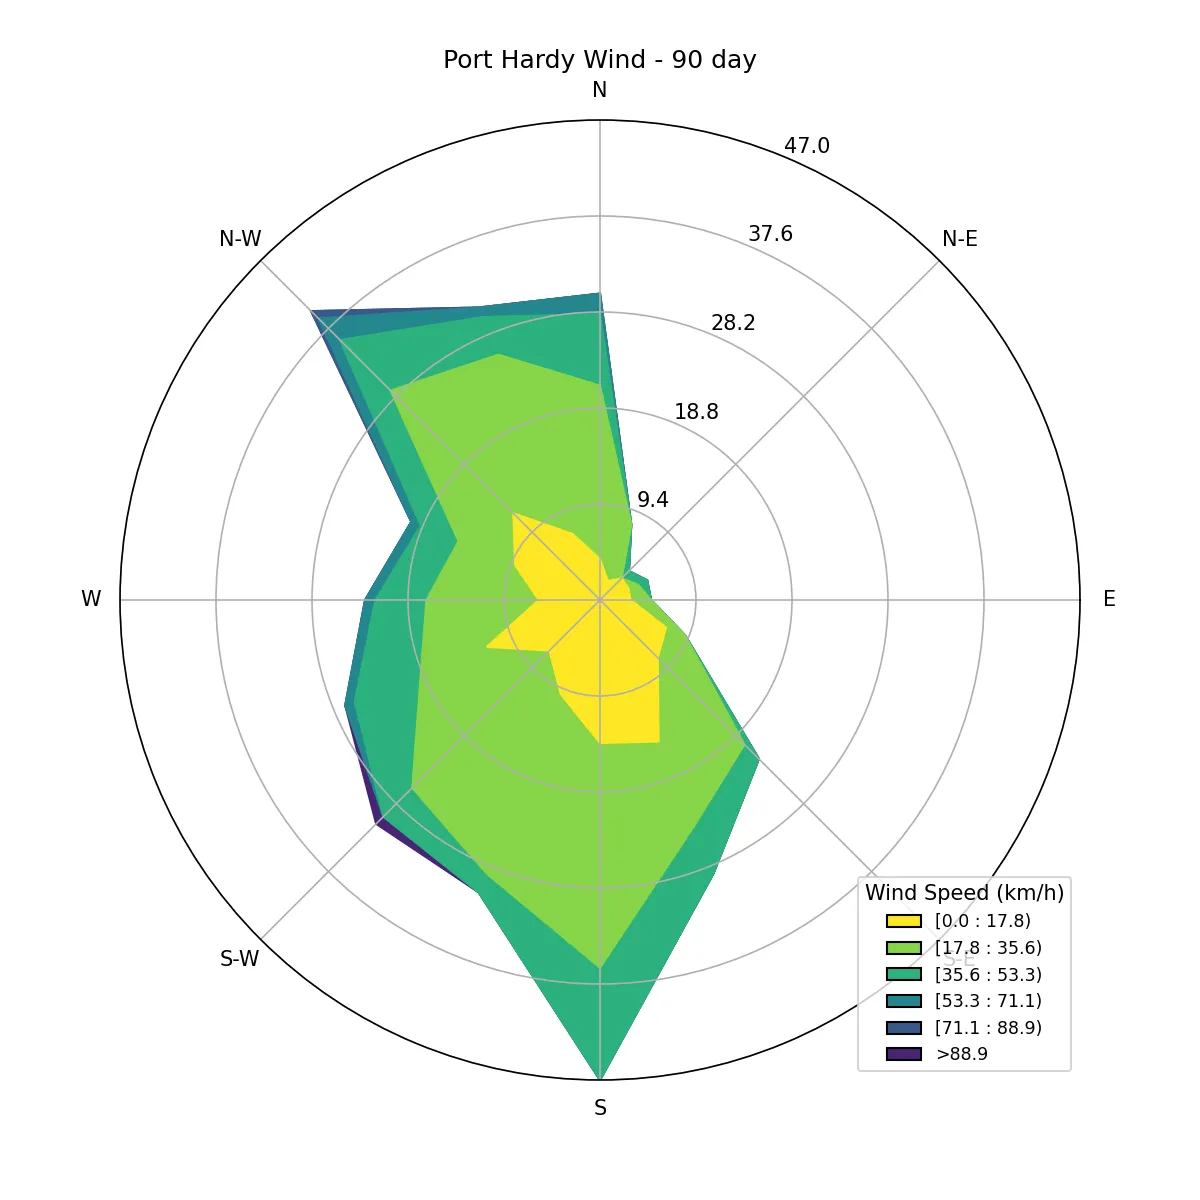 Port Hardy Wind - 90 day
N
47.0
N-W
37.6
N-E
28.2
18.8
9.4
W
E
Wind Speed (km/h)
[0.0 : 17.8)
[17.8 : 35.6)
S-W
S-E
[35.6 : 53.3)
[53.3 : 71.1)
[71.1 : 88.9)
>88.9
S